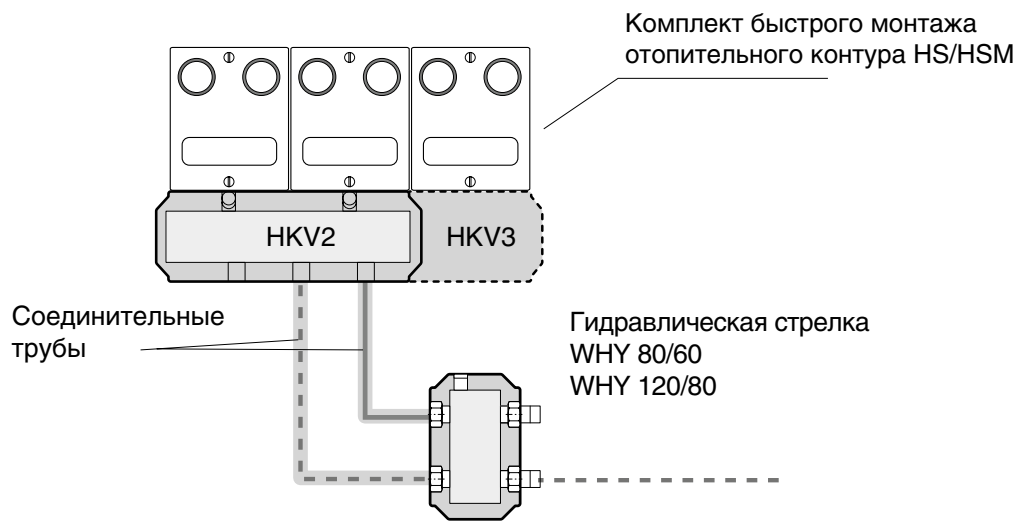 Комплект быстрого монтажа
отопительного контура HS/HSM
HKV2
HKV3
Соединительные
трубы
Гидравлическая стрелка
WHY 80/60
WHY 120/80